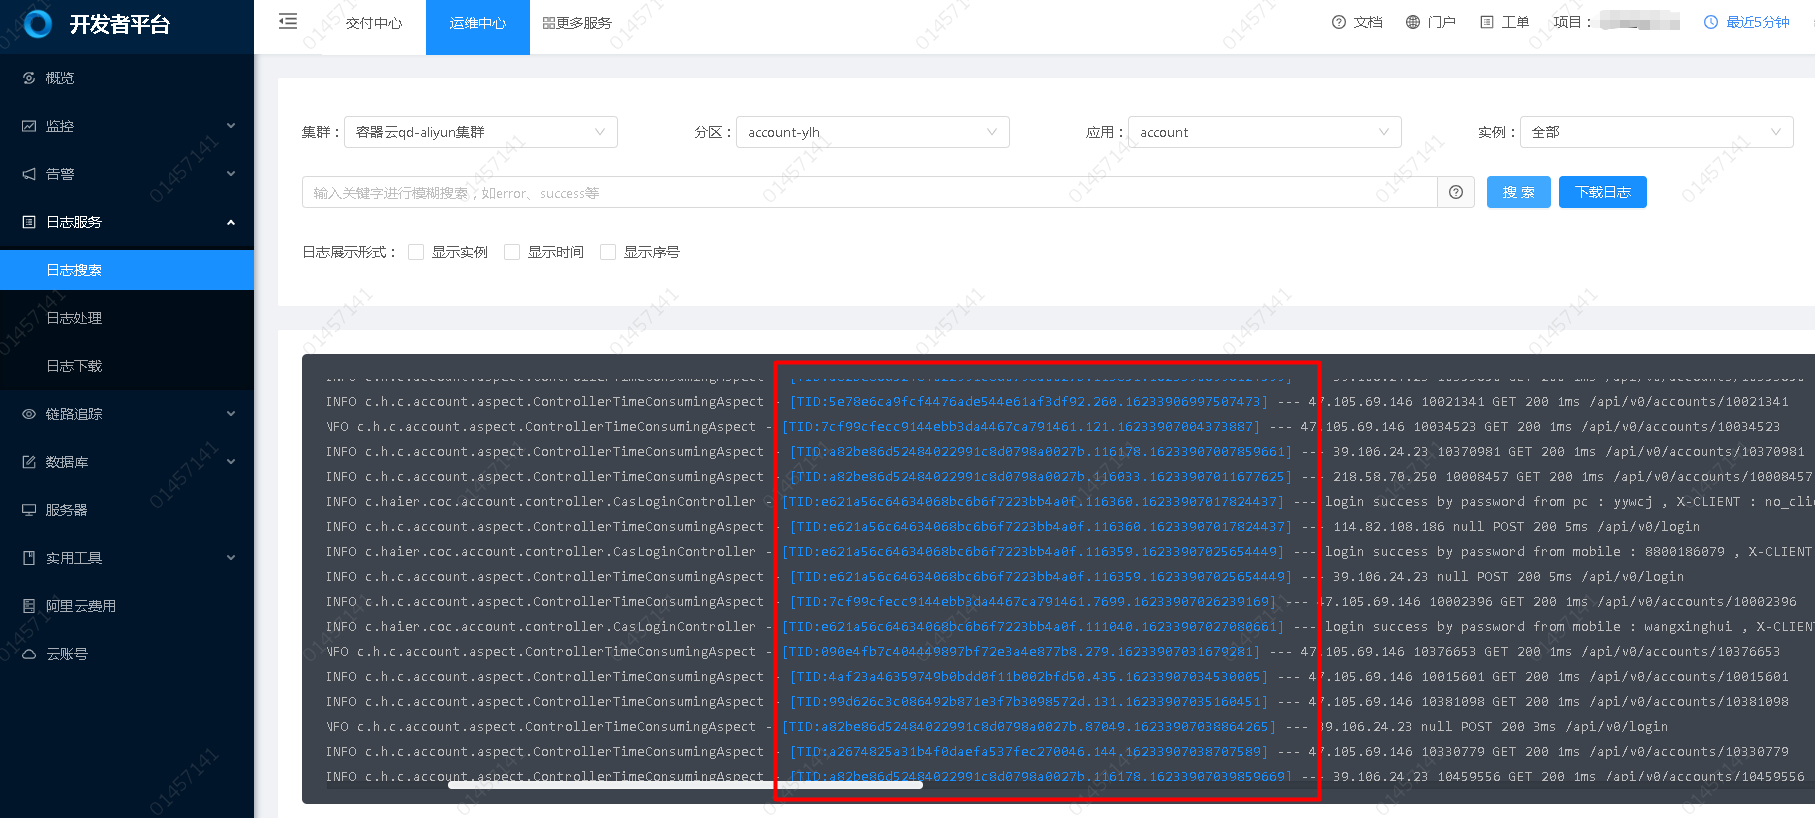 开发者平台
交付中心
运维中心
更多服务
文档
门户
工单
项目：
最近5分钟
概览
监控
告警
日志服务
日志搜索
日志处理
日志下载
链路追踪
数据库
服务器
实用工具
阿里云费用
云账号
集群： 容器云qd-aliyun集群
分区： account-ylh
应用： account
实例： 全部
输入关键字进行模糊搜索，如error、success等
搜 索
下载日志
日志展示形式： 显示实例 显示时间 显示序号
INFO c.h.c.account.aspect.ControllerTimeConsumingAspect - [TID:5e78e6ca9fcf4476ade544e61af3df92.260.16233906997507473] --- 47.105.69.146 10021341 GET 200 1ms /api/v0/accounts/10021341
NFO c.h.c.account.aspect.ControllerTimeConsumingAspect - [TID:7cf99cfecc9144ebb3da4467ca791461.121.16233907004373887] --- 47.105.69.146 10034523 GET 200 1ms /api/v0/accounts/10034523
INFO c.h.c.account.aspect.ControllerTimeConsumingAspect - [TID:a82be86d52484022991c8d0798a0027b.116178.16233907007859661] --- 39.106.24.23 10370981 GET 200 1ms /api/v0/accounts/10370981
INFO c.h.c.account.aspect.ControllerTimeConsumingAspect - [TID:a82be86d52484022991c8d0798a0027b.116033.16233907011677625] --- 218.58.70.250 10008457 GET 200 1ms /api/v0/accounts/10008457
INFO c.haier.coc.account.controller.CasLoginController - [TID:e621a56c64634068bc6b6f7223bb4a0f.116360.16233907017824437] --- login success by password from pc : yywcj , X-CLIENT : no_cli
INFO c.h.c.account.aspect.ControllerTimeConsumingAspect - [TID:e621a56c64634068bc6b6f7223bb4a0f.116360.16233907017824437] --- 114.82.108.186 null POST 200 5ms /api/v0/login
INFO c.haier.coc.account.controller.CasLoginController - [TID:e621a56c64634068bc6b6f7223bb4a0f.116359.16233907025654449] --- login success by password from mobile : 8800186079 , X-CLIENT
INFO c.h.c.account.aspect.ControllerTimeConsumingAspect - [TID:e621a56c64634068bc6b6f7223bb4a0f.116359.16233907025654449] --- 39.106.24.23 null POST 200 5ms /api/v0/login
INFO c.h.c.account.aspect.ControllerTimeConsumingAspect - [TID:7cf99cfecc9144ebb3da4467ca791461.7699.16233907026239169] --- 47.105.69.146 10002396 GET 200 1ms /api/v0/accounts/10002396
INFO c.haier.coc.account.controller.CasLoginController - [TID:e621a56c64634068bc6b6f7223bb4a0f.111040.16233907027080661] --- login success by password from mobile : wangxinghui , X-CLIENT
NFO c.h.c.account.aspect.ControllerTimeConsumingAspect - [TID:090e4fb7c404449897bf72e3a4e877b8.279.16233907031679281] --- 47.105.69.146 10376653 GET 200 1ms /api/v0/accounts/10376653
INFO c.h.c.account.aspect.ControllerTimeConsumingAspect - [TID:4af23a46359749b0bdd0f11b002bfd50.435.16233907034530005] --- 47.105.69.146 10015601 GET 200 1ms /api/v0/accounts/10015601
INFO c.h.c.account.aspect.ControllerTimeConsumingAspect - [TID:99d626c3c086492b871e3f7b3098572d.131.16233907035160451] --- 47.105.69.146 10381098 GET 200 1ms /api/v0/accounts/10381098
NFO c.h.c.account.aspect.ControllerTimeConsumingAspect - [TID:a82be86d52484022991c8d0798a0027b.87049.16233907038864265] --- 39.106.24.23 null POST 200 3ms /api/v0/login
INFO c.h.c.account.aspect.ControllerTimeConsumingAspect - [TID:a2674825a31b4f0daefa537fec270046.144.16233907038707589] --- 47.105.69.146 10330779 GET 200 1ms /api/v0/accounts/10330779
INFO c.h.c.account.aspect.ControllerTimeConsumingAspect - [TID:a82be86d52484022991c8d0798a0027b.116178.16233907039859669] --- 39.106.24.23 10459556 GET 200 1ms /api/v0/accounts/10459556
01457141